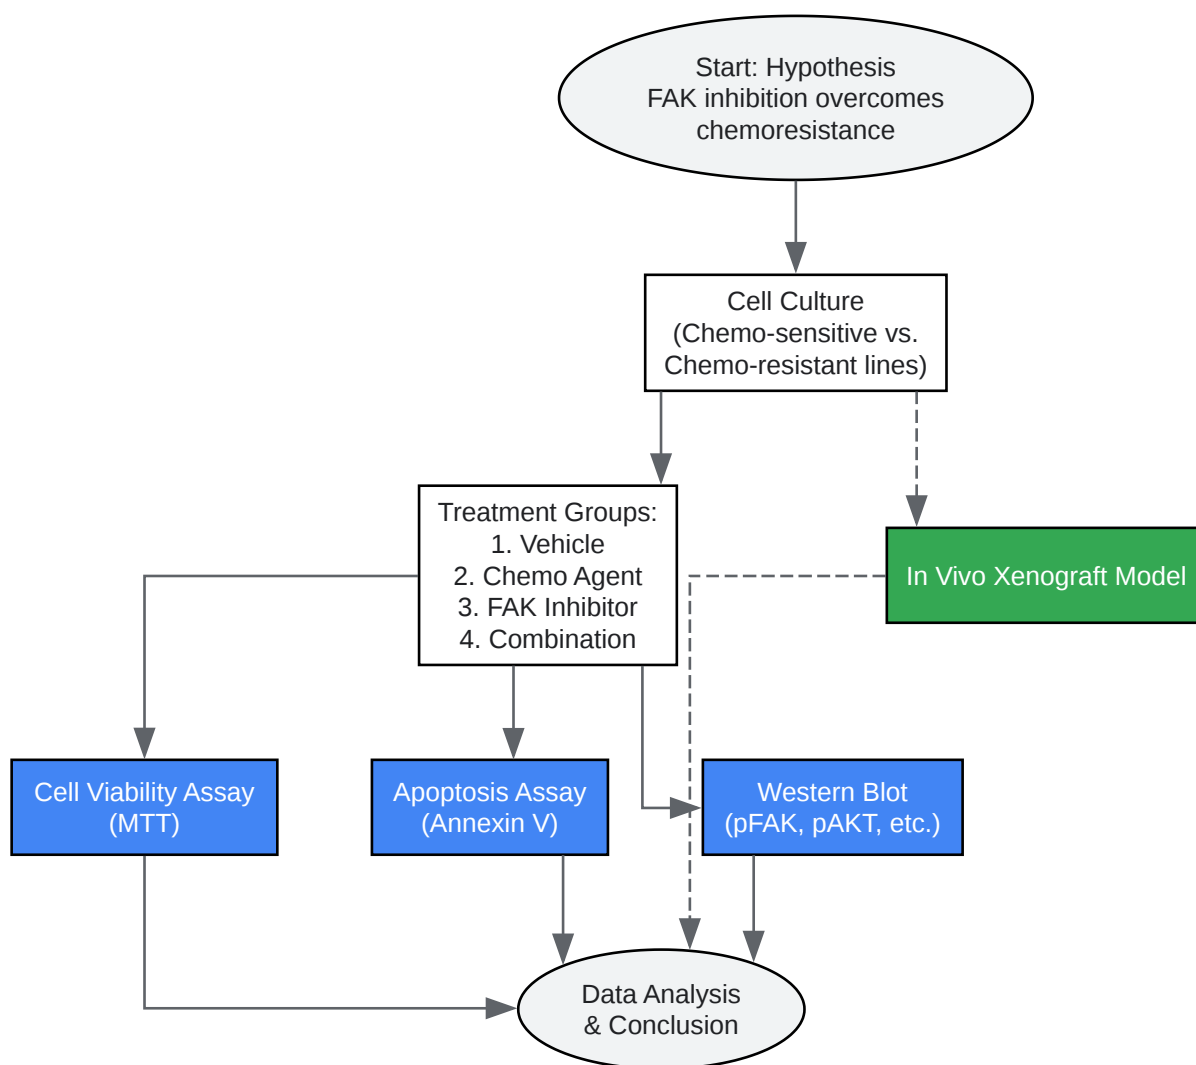 Start: Hypothesis
FAK inhibition overcomes
chemoresistance
Cell Culture
(Chemo-sensitive vs.
Chemo-resistant lines)
Treatment Groups:
1. Vehicle
2. Chemo Agent
3. FAK Inhibitor
4. Combination
In Vivo Xenograft Model
Cell Viability Assay
(MTT)
Apoptosis Assay
(Annexin V)
Western Blot
(pFAK, pAKT, etc.)
Data Analysis
& Conclusion